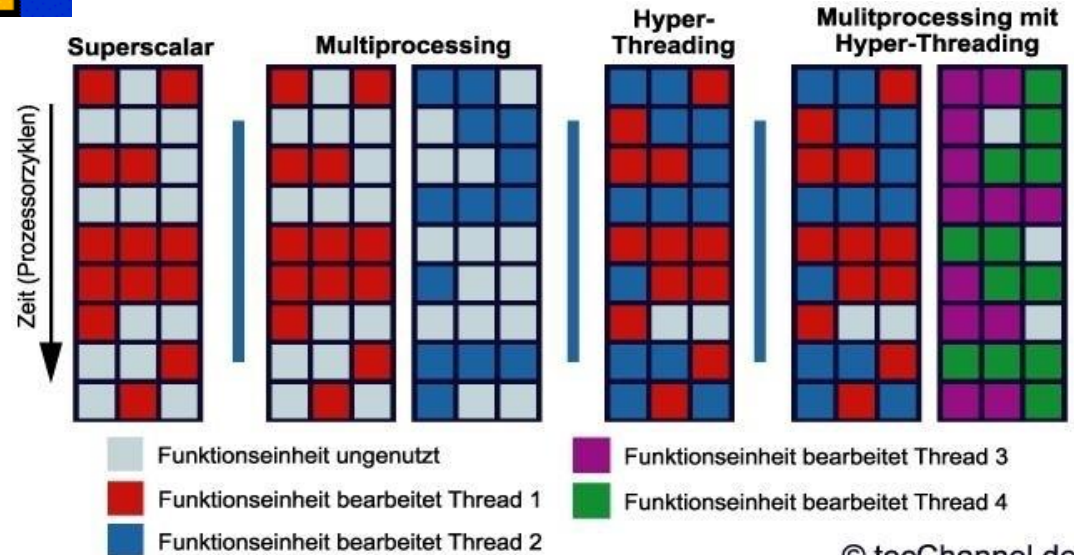 Superscalar
Multiprocessing
Hyper-
Threading
Mulitprocessing mit
Hyper-Threading
Zeit (Prozessorzyklen)
Funktionseinheit ungenutzt
Funktionseinheit bearbeitet Thread 1
Funktionseinheit bearbeitet Thread 2
Funktionseinheit bearbeitet Thread 3
Funktionseinheit bearbeitet Thread 4
©